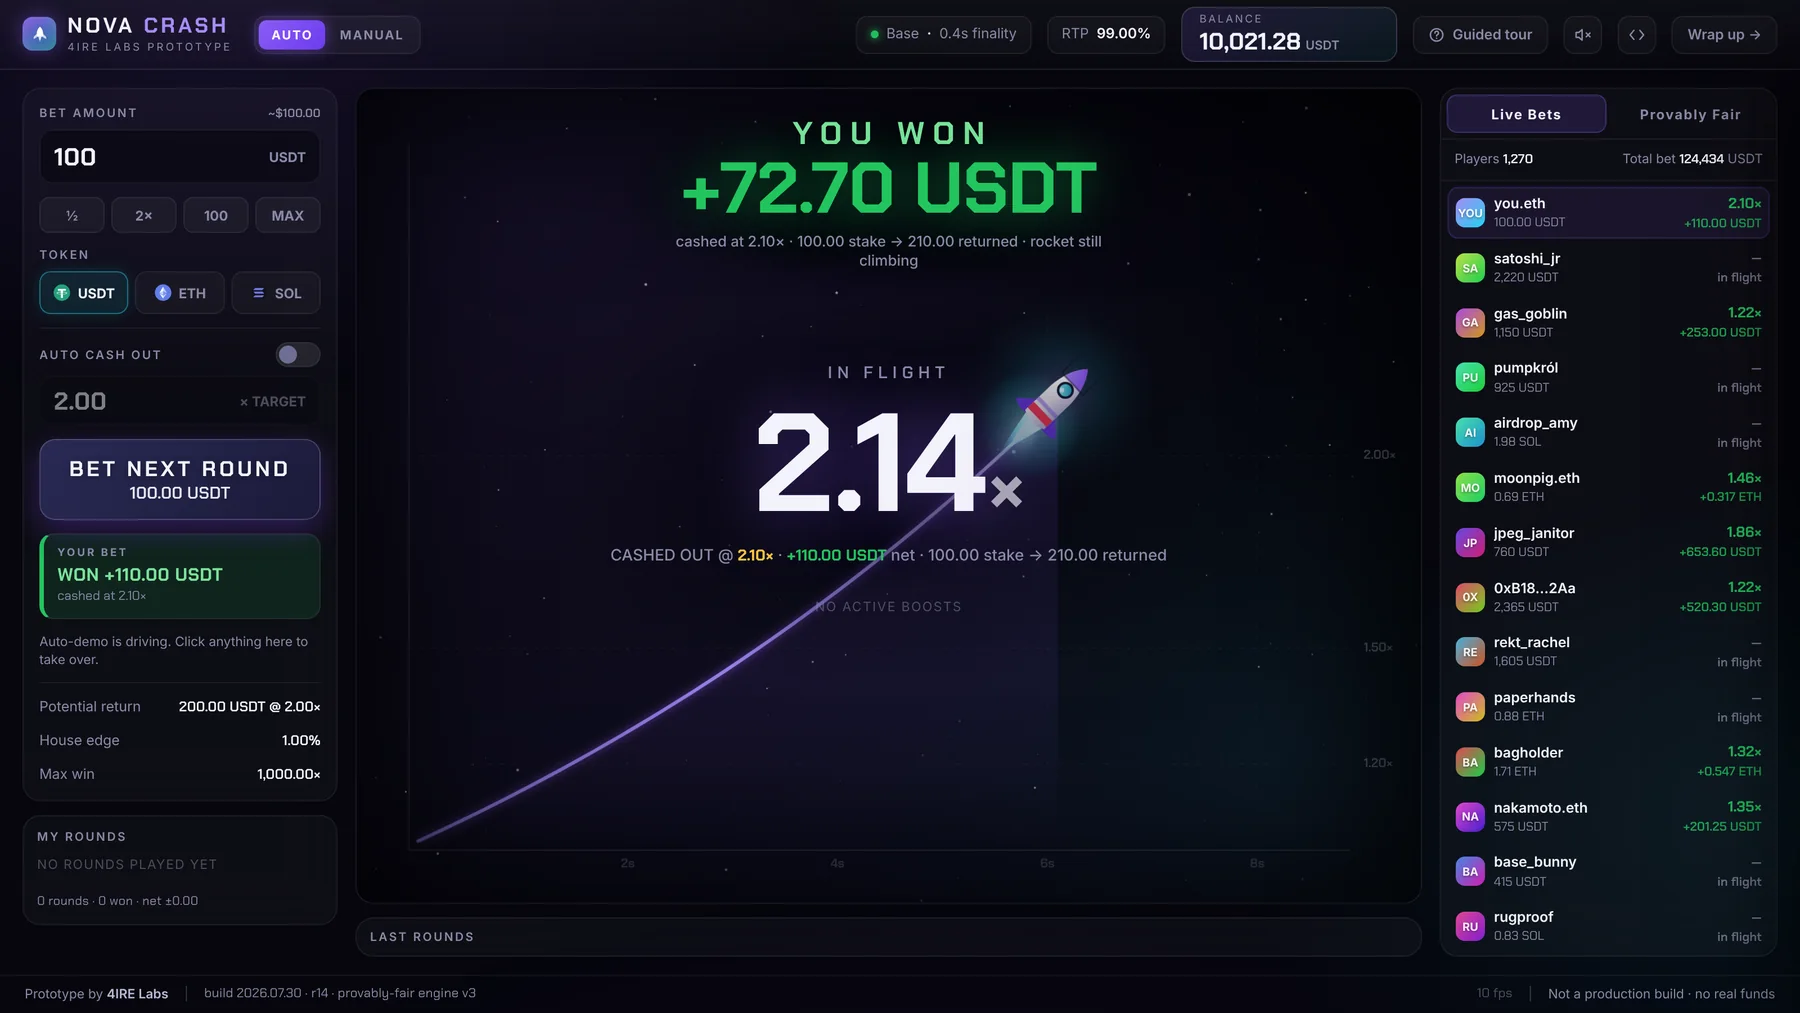 NOVA CRASH
4IRE LABS PROTOTYPE
AUTO
MANUAL
Base · 0.4s finality
RTP 99.00%
BALANCE
10,021.28 USDT
Guided tour
Wrap up →
BET AMOUNT
~$100.00
100
USDT
½
2×
100
MAX
TOKEN
USDT
ETH
SOL
AUTO CASH OUT
2.00
× TARGET
BET NEXT ROUND
100.00 USDT
YOUR BET
WON +110.00 USDT
cashed at 2.10×
Auto-demo is driving. Click anything here to
take over.
Potential return
200.00 USDT @ 2.00×
House edge
1.00%
Max win
1,000.00×
MY ROUNDS
NO ROUNDS PLAYED YET
0 rounds · 0 won · net ±0.00
YOU WON
+72.70 USDT
cashed at 2.10× · 100.00 stake → 210.00 returned · rocket still
climbing
IN FLIGHT
2.14×
CASHED OUT @ 2.10× · +110.00 USDT net · 100.00 stake → 210.00 returned
NO ACTIVE BOOSTS
2.00×
1.50×
1.20×
2s
4s
6s
8s
LAST ROUNDS
Live Bets
Provably Fair
Players 1,270
Total bet 124,434 USDT
YOU
you.eth
2.10×
100.00 USDT
+110.00 USDT
SA
satoshi_jr
—
2,220 USDT
in flight
GA
gas_goblin
1.22×
1,150 USDT
+253.00 USDT
PU
pumpkról
—
925 USDT
in flight
AI
airdrop_amy
—
1.98 SOL
in flight
MO
moonpig.eth
1.46×
0.69 ETH
+0.317 ETH
JP
jpeg_janitor
1.86×
760 USDT
+653.60 USDT
0X
0xB18...2Aa
1.22×
2,365 USDT
+520.30 USDT
RE
rekt_rachel
—
1,605 USDT
in flight
PA
paperhands
—
0.88 ETH
in flight
BA
bagholder
1.32×
1.71 ETH
+0.547 ETH
NA
nakamoto.eth
1.35×
575 USDT
+201.25 USDT
BA
base_bunny
—
415 USDT
in flight
RU
rugproof
—
0.83 SOL
in flight
Prototype by 4IRE Labs
build 2026.07.30 · r14 · provably-fair engine v3
10 fps
Not a production build · no real funds